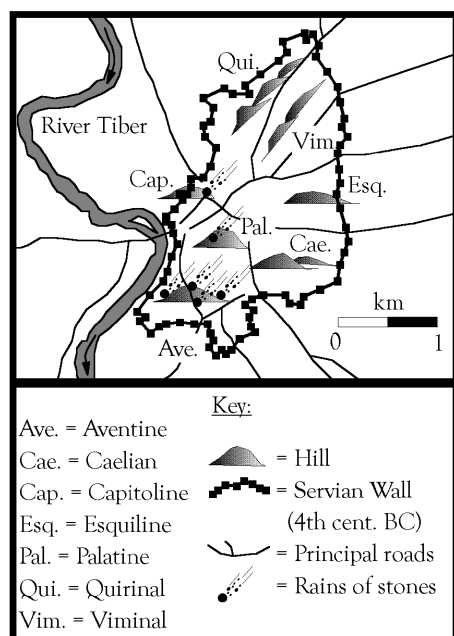 Qui.
River Tiber
Vim.
Cap.
Esq.
Pal.
Cae.
km
0 1
Ave.
Key:
Ave. = Aventine
Cae. = Caelian
Cap. = Capitoline
Esq. = Esquiline
Pal. = Palatine
Qui. = Quirinal
Vim. = Viminal
= Hill
= Servian Wall
(4th cent. BC)
= Principal roads
= Rains of stones